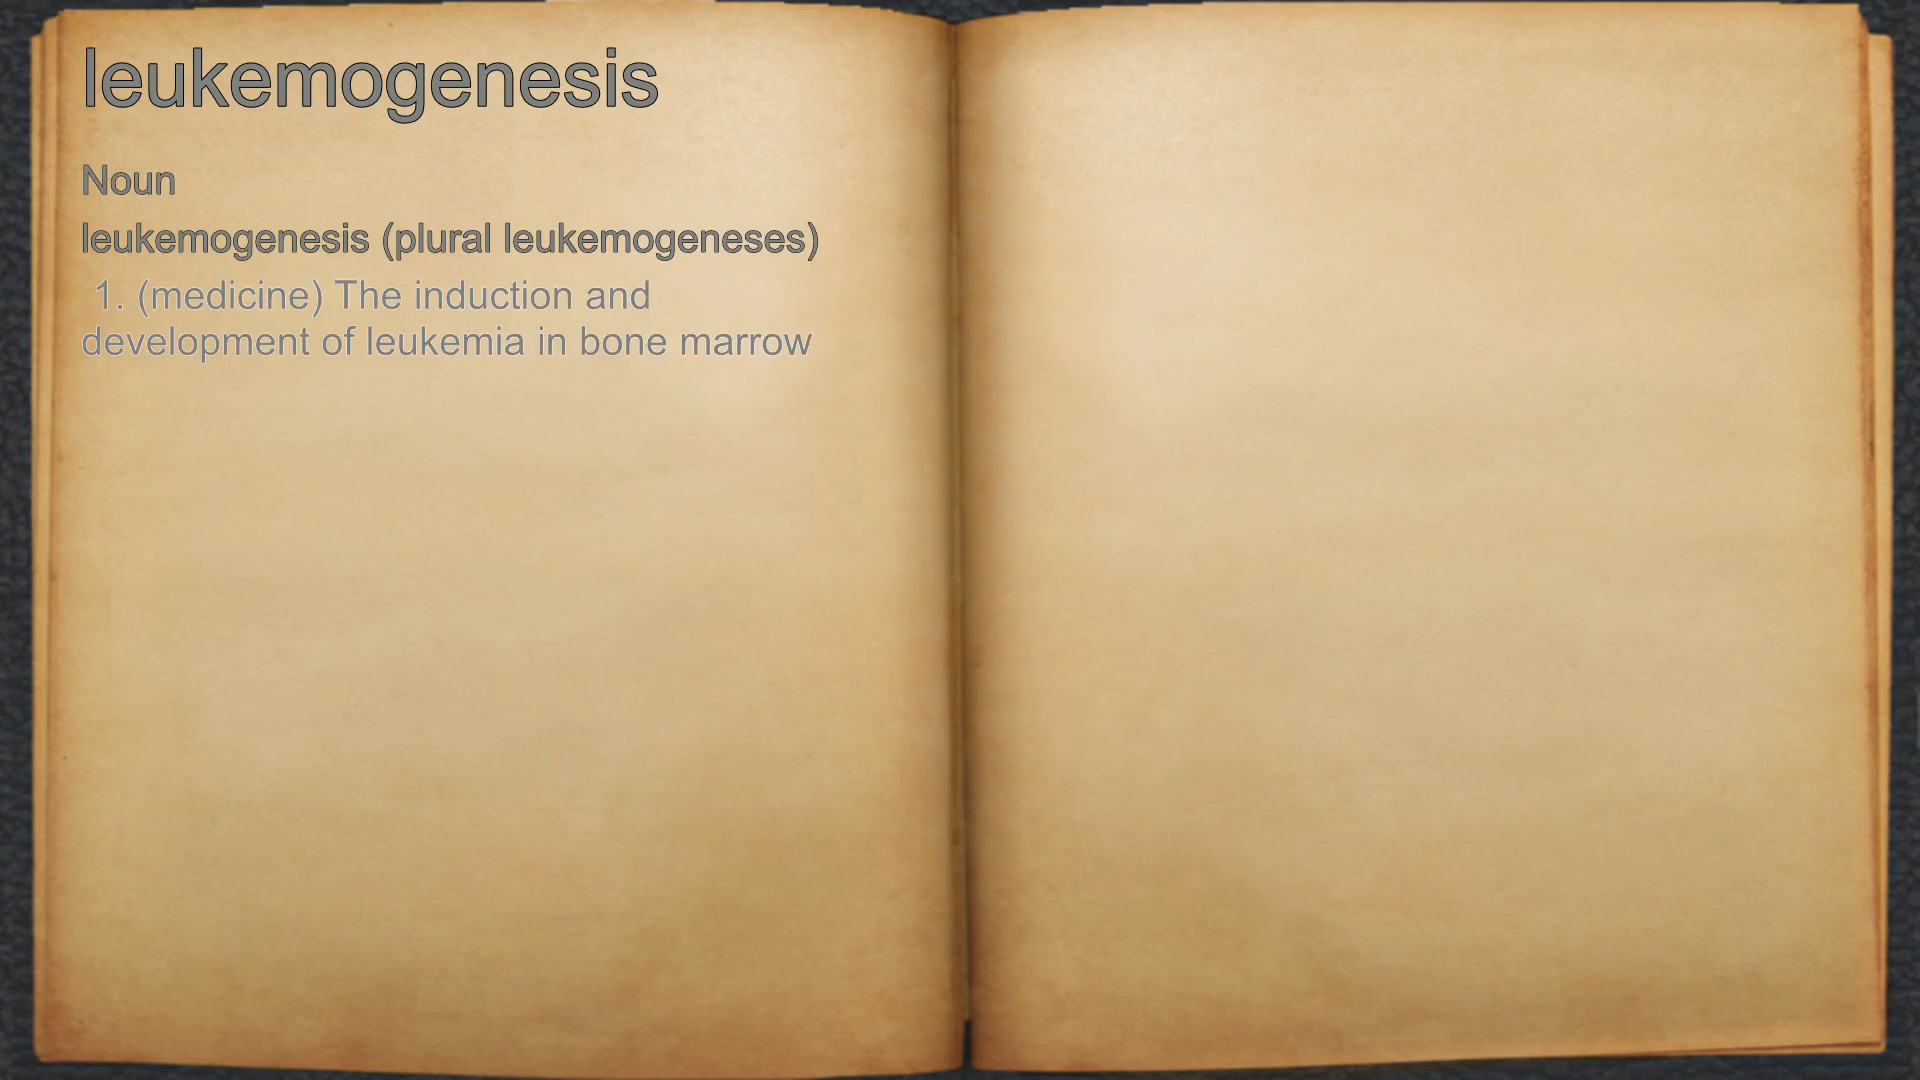 leukemogenesis
Noun
leukemogenesis (plural leukemogeneses)
1. (medicine) The induction and
development of leukemia in bone marrow